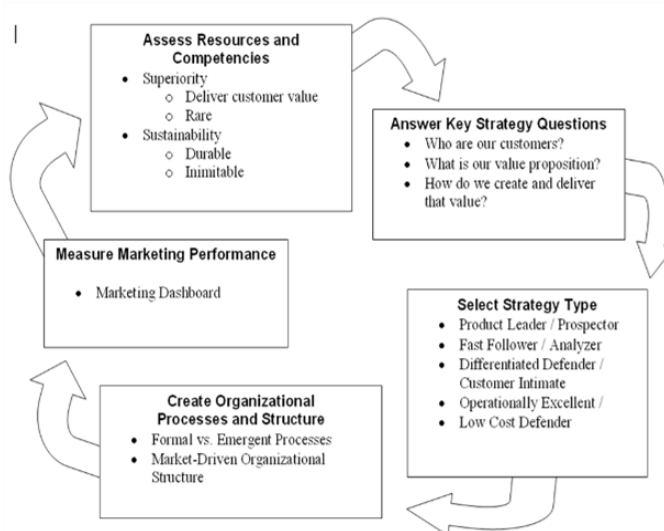 Assess Resources and
Competencies
• Superiority
o Deliver customer value
o Rare
• Sustainability
o Durable
o Inimitable
Answer Key Strategy Questions
• Who are our customers?
• What is our value proposition?
• How do we create and deliver
that value?
Select Strategy Type
• Product Leader / Prospector
• Fast Follower / Analyzer
• Differentiated Defender /
Customer Intimate
• Operationally Excellent /
• Low Cost Defender
Create Organizational
Processes and Structure
• Formal vs. Emergent Processes
• Market-Driven Organizational
Structure
Measure Marketing Performance
• Marketing Dashboard